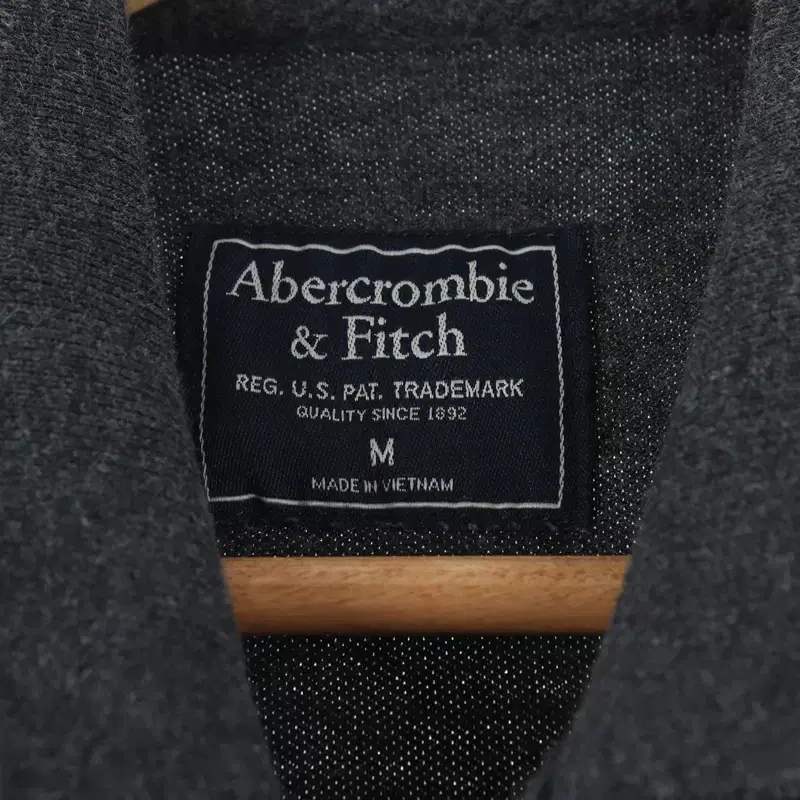 Abercrombie
& Fitch
REG. U.S. PAT. TRADEMARK
QUALITY SINCE 1892
M
MADE IN VIETNAM